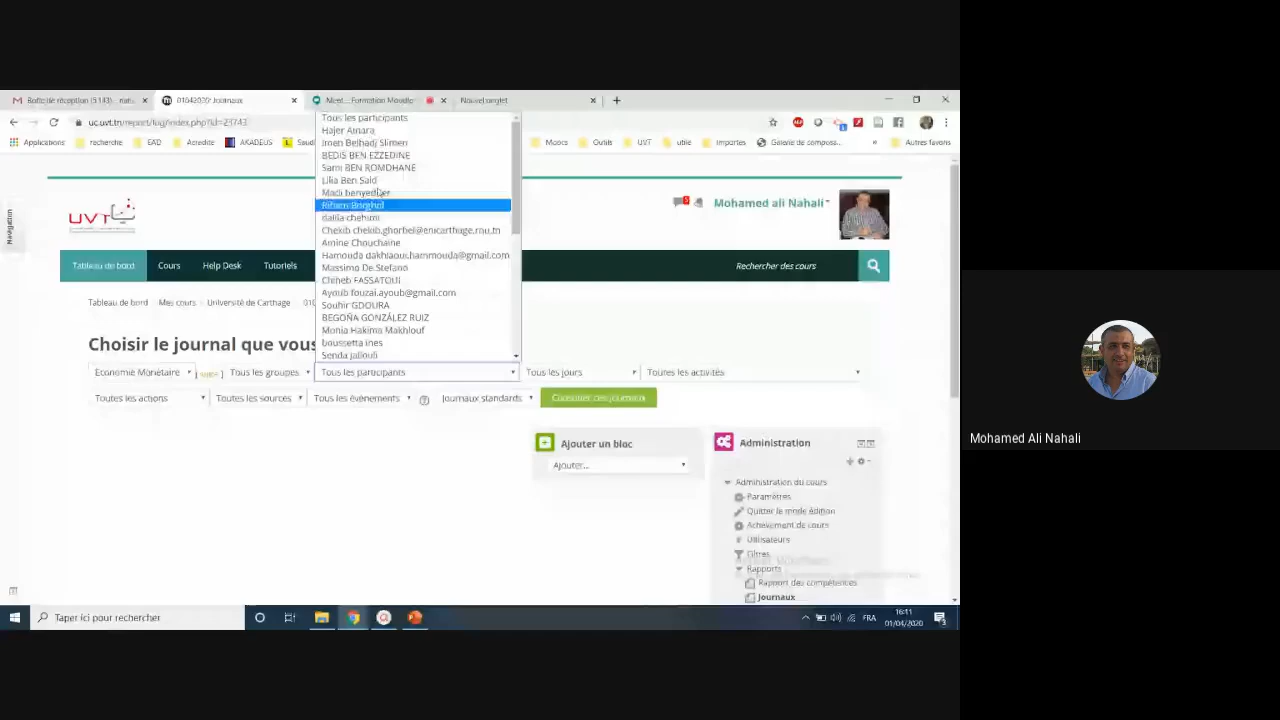 Boîte de réception (5 143) - nah
01642030: Journaux
Formation Moodle
Nouvel onglet
uc.uvt.tn/report/log/index.php?id=23743
Applications
recherche
EAD
Acredite
AKADEUS
Moocs
Outils
UVT
utile
Importes
Galerie de compos...
»
Autres favoris
Tous les participants
Hajer Amara
Imen Belhadj Slimen
BEDIS BEN EZZEDINE
Sami BEN ROMDHANE
Lilia Ben Said
Madi benyedder
Riham Borghol
dalila chehimi
Chekib chekib.ghorbel@enicarthage.rnu.tn
Amine Chouchaine
Hamouda dakhlaoui.hammouda@gmail.com
Massimo De Stefano
Chiheb FASSATOUI
Ayoub fouzai.ayoub@gmail.com
Souhir GDOURA
BEGOÑA GONZÁLEZ RUIZ
Monia Hakima Makhlouf
boussetta ines
Senda Jallouli
Navigation
UVT
Mohamed ali Nahali
Tableau de bord
Cours
Help Desk
Tutoriels
Rechercher des cours
Tableau de bord
Mes cours
Université de Carthage
Choisir le journal que vous
Economie Monétaire
Tous les groupes
Tous les participants
Tous les jours
Toutes les activités
Toutes les actions
Toutes les sources
Tous les événements
Journaux standards
Consulter ces journaux
Ajouter un bloc
Ajouter...
Administration
Administration du cours
Paramètres
Quitter le mode édition
Achèvement de cours
Utilisateurs
Filtres
Rapports
Rapport des compétences
Journaux
Taper ici pour rechercher
FRA
16:11
01/04/2020
Mohamed Ali Nahali